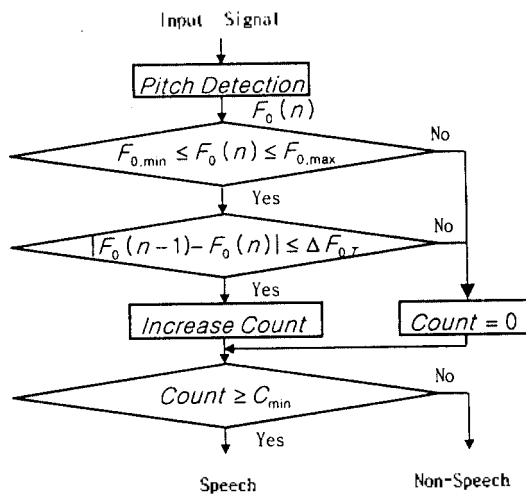 Input Signal
Pitch Detection
F₀(n)
F₀,min ≤ F₀(n) ≤ F₀,max
No
Yes
|F₀(n−1)−F₀(n)| ≤ ΔF₀,T
No
Yes
Increase Count
Count = 0
Count ≥ Cmin
No
Yes
Speech
Non-Speech